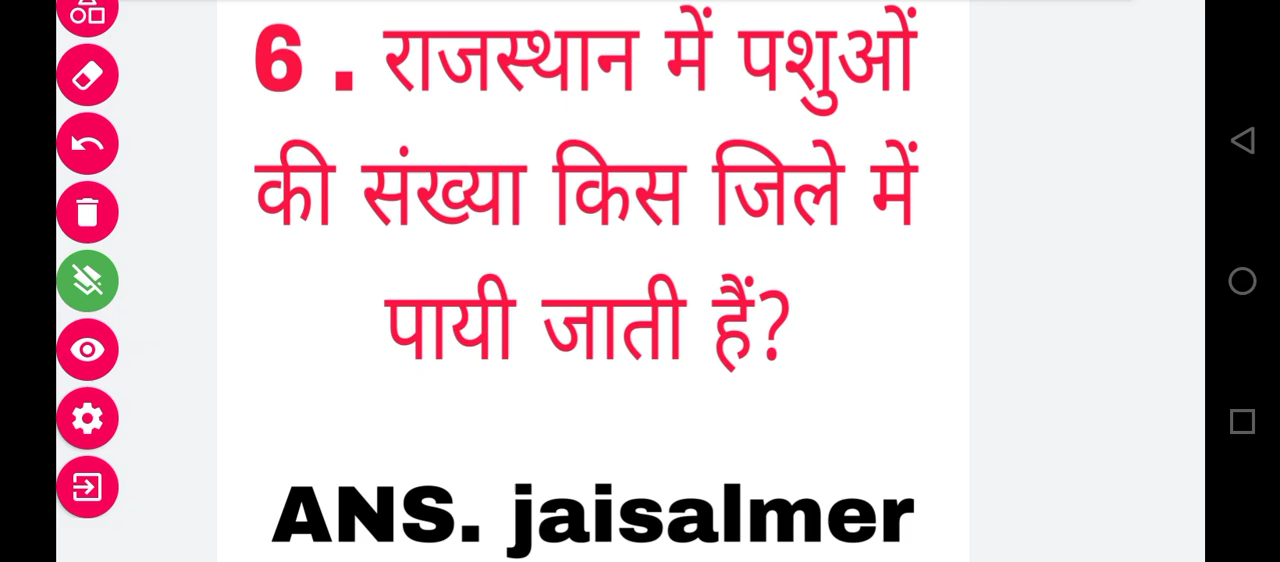 6 . राजस्थान में पशुओं
की संख्या किस जिले में
पायी जाती हैं?
ANS. jaisalmer